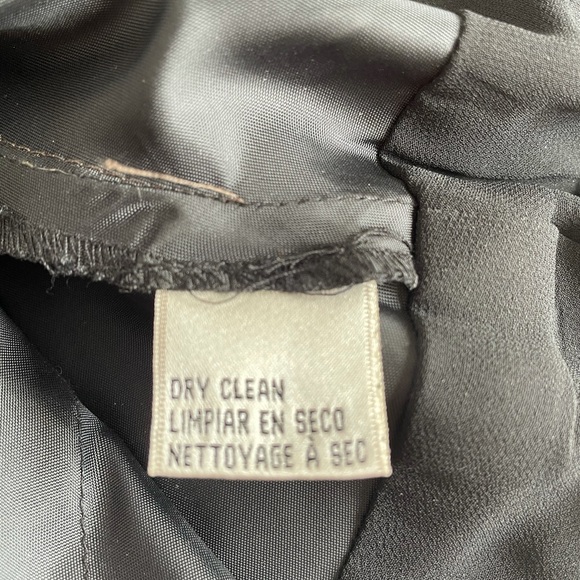 DRY CLEAN
LIMPIAR EN SECO
NETTOYAGE À SEC